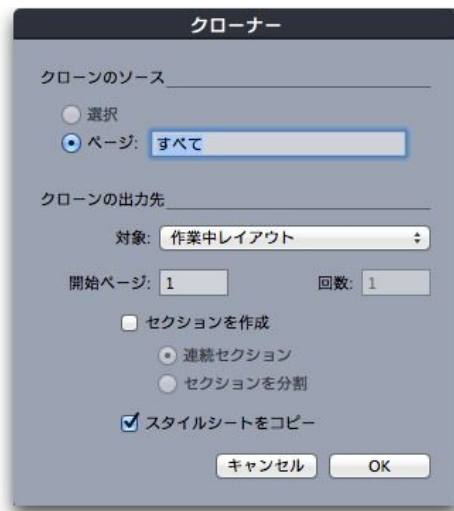 クローナー
クローンのソース
選択
ページ: すべて
クローンの出力先
対象: 作業中レイアウト
開始ページ: 1 回数: 1
セクションを作成
連続セクション
セクションを分割
スタイルシートをコピー
キャンセル OK